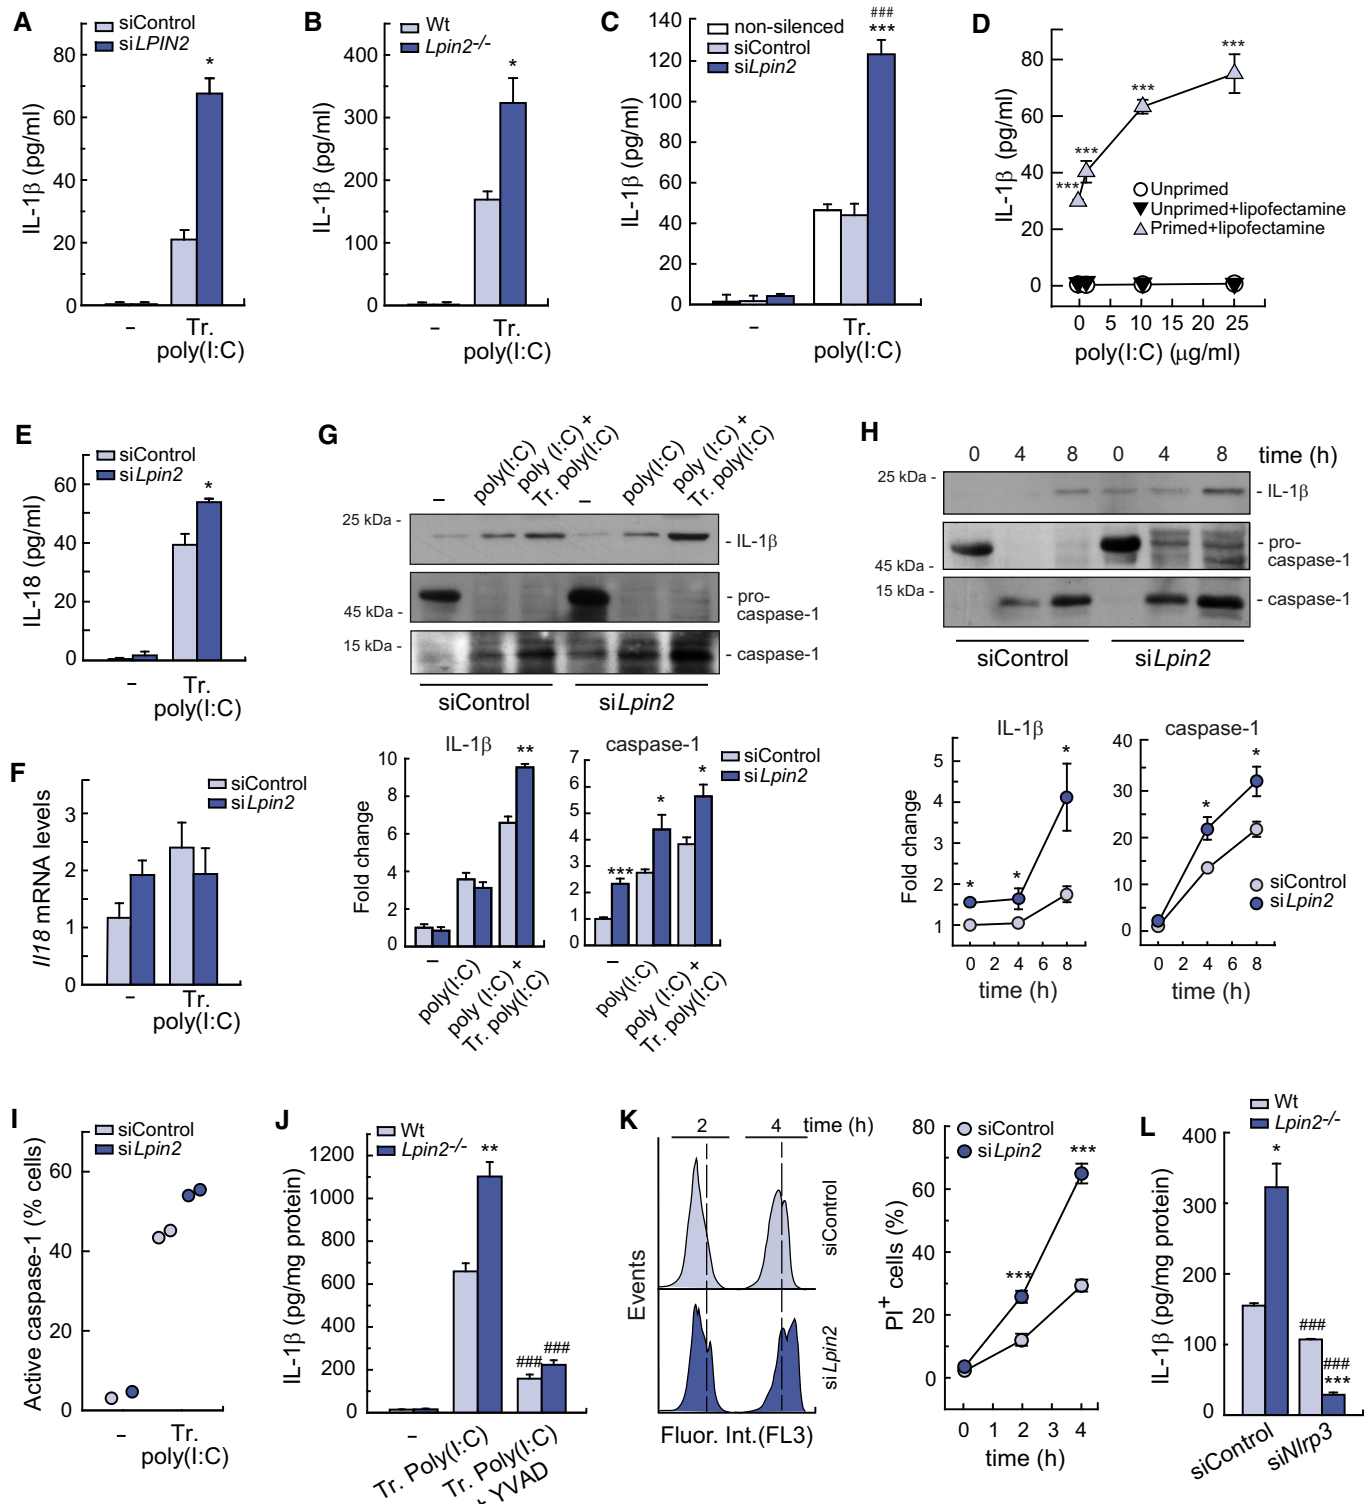 A
siControl
siLPIN2
80
60
40
20
0
IL-1β (pg/ml)
*
–
Tr.
poly(I:C)
B
Wt
Lpin2-/-
400
300
200
100
0
IL-1β (pg/ml)
*
–
Tr.
poly(I:C)
C
non-silenced
siControl
siLpin2
140
120
100
80
60
40
20
0
IL-1β (pg/ml)
###
***
–
Tr.
poly(I:C)
D
80
60
40
20
0
IL-1β (pg/ml)
***
***
***
***
Unprimed
Unprimed+lipofectamine
Primed+lipofectamine
0 5 10 15 20 25
poly(I:C) (μg/ml)
E
siControl
siLpin2
60
40
20
0
IL-18 (pg/ml)
*
–
Tr.
poly(I:C)
F
siControl
siLpin2
3
2
1
0
Il18 mRNA levels
–
Tr.
poly(I:C)
G
– poly(I:C) poly (I:C) + Tr. poly(I:C) – poly(I:C) poly (I:C) + Tr. poly(I:C)
25 kDa -
- IL-1β
45 kDa -
- pro-
caspase-1
15 kDa -
- caspase-1
siControl siLpin2
IL-1β
10
8
6
4
2
0
Fold change
**
–
poly(I:C)
poly (I:C) +
Tr. poly(I:C)
caspase-1
siControl
siLpin2
7
6
5
4
3
2
1
0
***
*
*
–
poly(I:C)
poly (I:C) +
Tr. poly(I:C)
H
0 4 8 0 4 8 time (h)
25 kDa -
- IL-1β
45 kDa -
- pro-
caspase-1
15 kDa -
- caspase-1
siControl siLpin2
IL-1β
5
4
3
2
1
Fold change
*
*
*
0 2 4 6 8
time (h)
caspase-1
40
30
20
10
0
*
*
siControl
siLpin2
0 2 4 6 8
time (h)
I
siControl
siLpin2
60
40
20
0
Active caspase-1 (% cells)
–
Tr.
poly(I:C)
J
Wt
Lpin2-/-
1200
1000
800
600
400
200
0
IL-1β (pg/mg protein)
**
###
###
–
Tr. Poly(I:C)
Tr. Poly(I:C)
+ YVAD
K
2 4 time (h)
siControl
siLpin2
Events
Fluor. Int.(FL3)
siControl
siLpin2
80
60
40
20
0
PI+ cells (%)
***
***
0 1 2 3 4
time (h)
L
Wt
Lpin2-/-
400
300
200
100
0
IL-1β (pg/mg protein)
*
###
###
***
siControl
siNlrp3